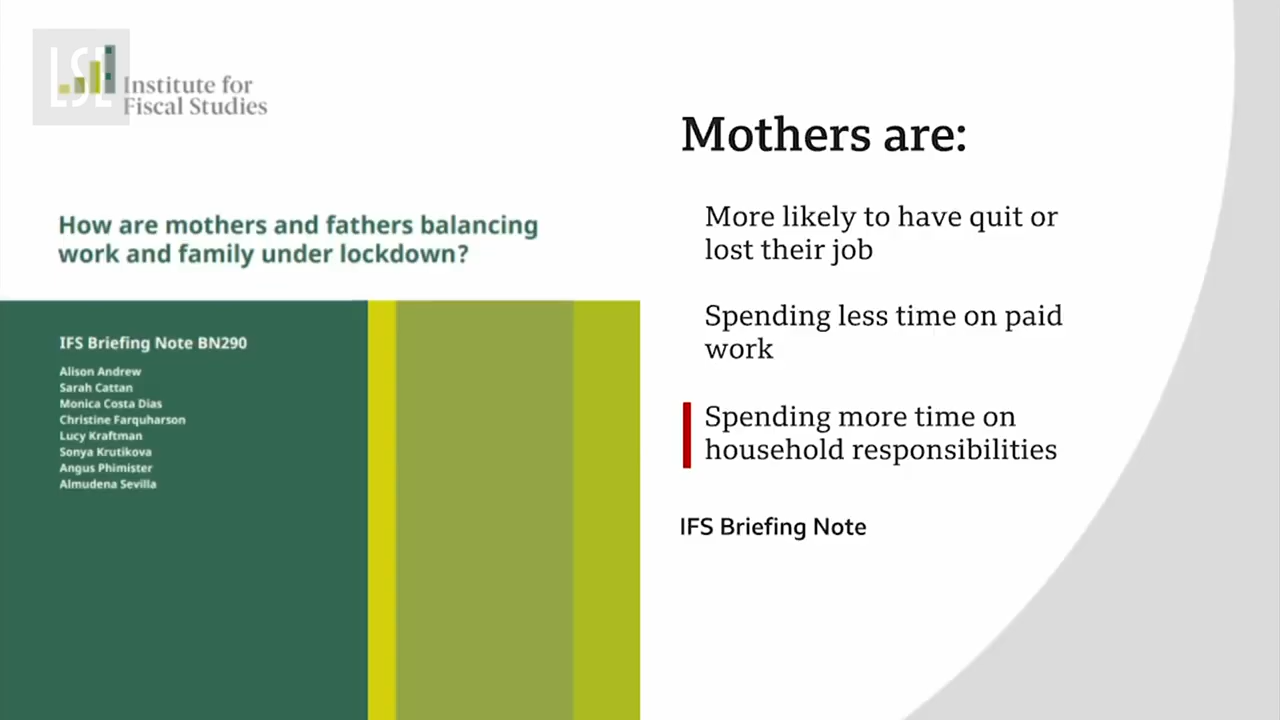 LSE
Institute for
Fiscal Studies
How are mothers and fathers balancing
work and family under lockdown?
IFS Briefing Note BN290
Alison Andrew
Sarah Cattan
Monica Costa Dias
Christine Farquharson
Lucy Kraftman
Sonya Krutikova
Angus Phimister
Almudena Sevilla
Mothers are:
More likely to have quit or
lost their job
Spending less time on paid
work
Spending more time on
household responsibilities
IFS Briefing Note